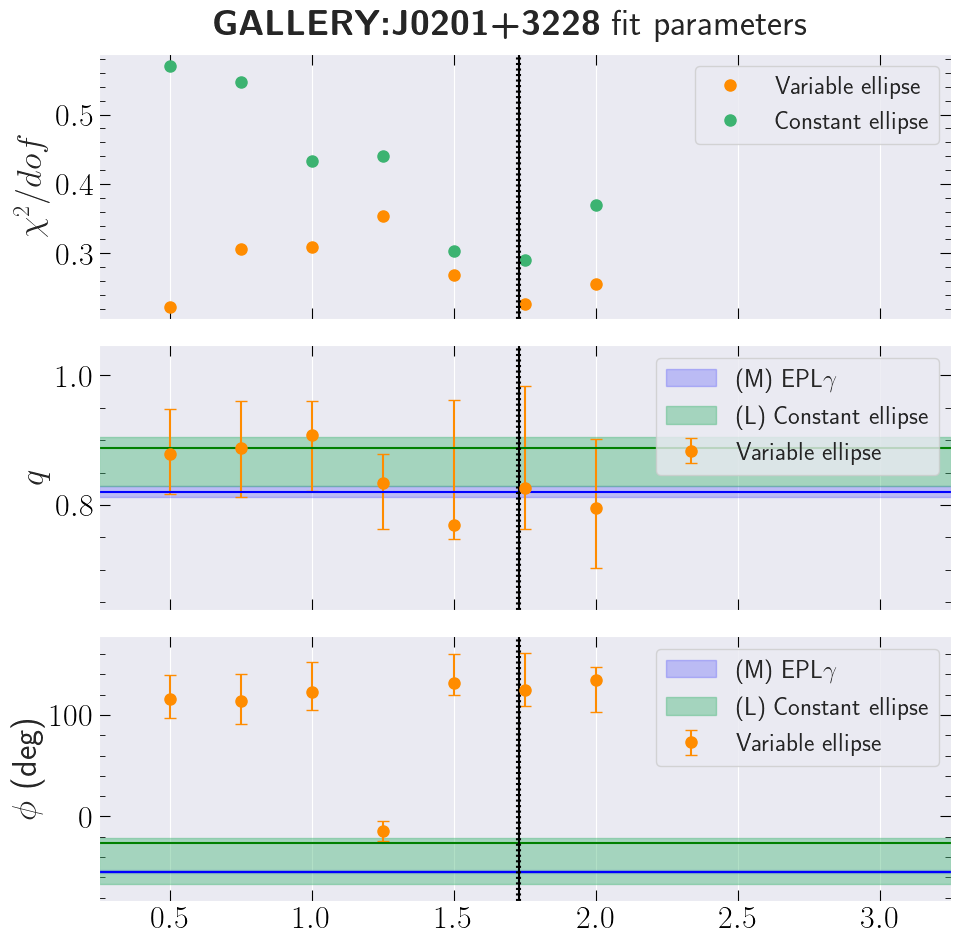 GALLERY:J0201+3228 fit parameters
Variable ellipse
Constant ellipse
0.5
0.4
0.3
χ²/dof
(M) EPLγ
(L) Constant ellipse
Variable ellipse
1.0
0.8
q
(M) EPLγ
(L) Constant ellipse
Variable ellipse
100
0
ϕ (deg)
0.5 1.0 1.5 2.0 2.5 3.0